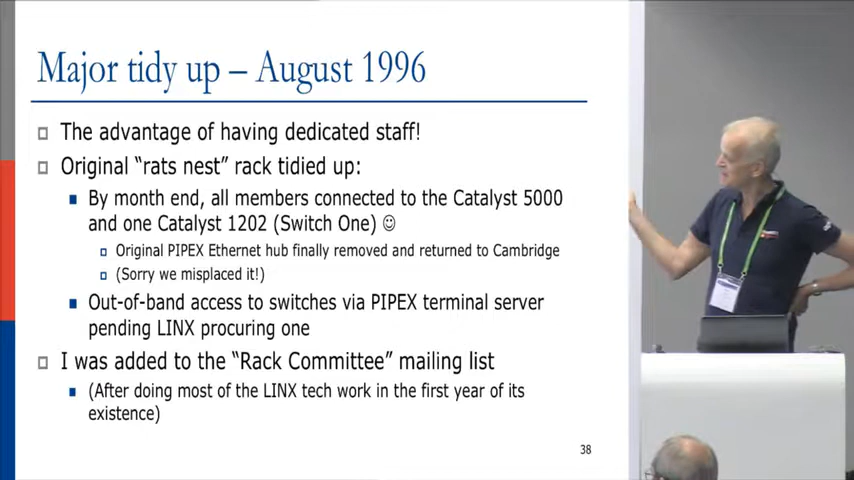 Major tidy up – August 1996
The advantage of having dedicated staff!
Original “rats nest” rack tidied up:
By month end, all members connected to the Catalyst 5000
and one Catalyst 1202 (Switch One) ☺
Original PIPEX Ethernet hub finally removed and returned to Cambridge
(Sorry we misplaced it!)
Out-of-band access to switches via PIPEX terminal server
pending LINX procuring one
I was added to the “Rack Committee” mailing list
(After doing most of the LINX tech work in the first year of its
existence)
38